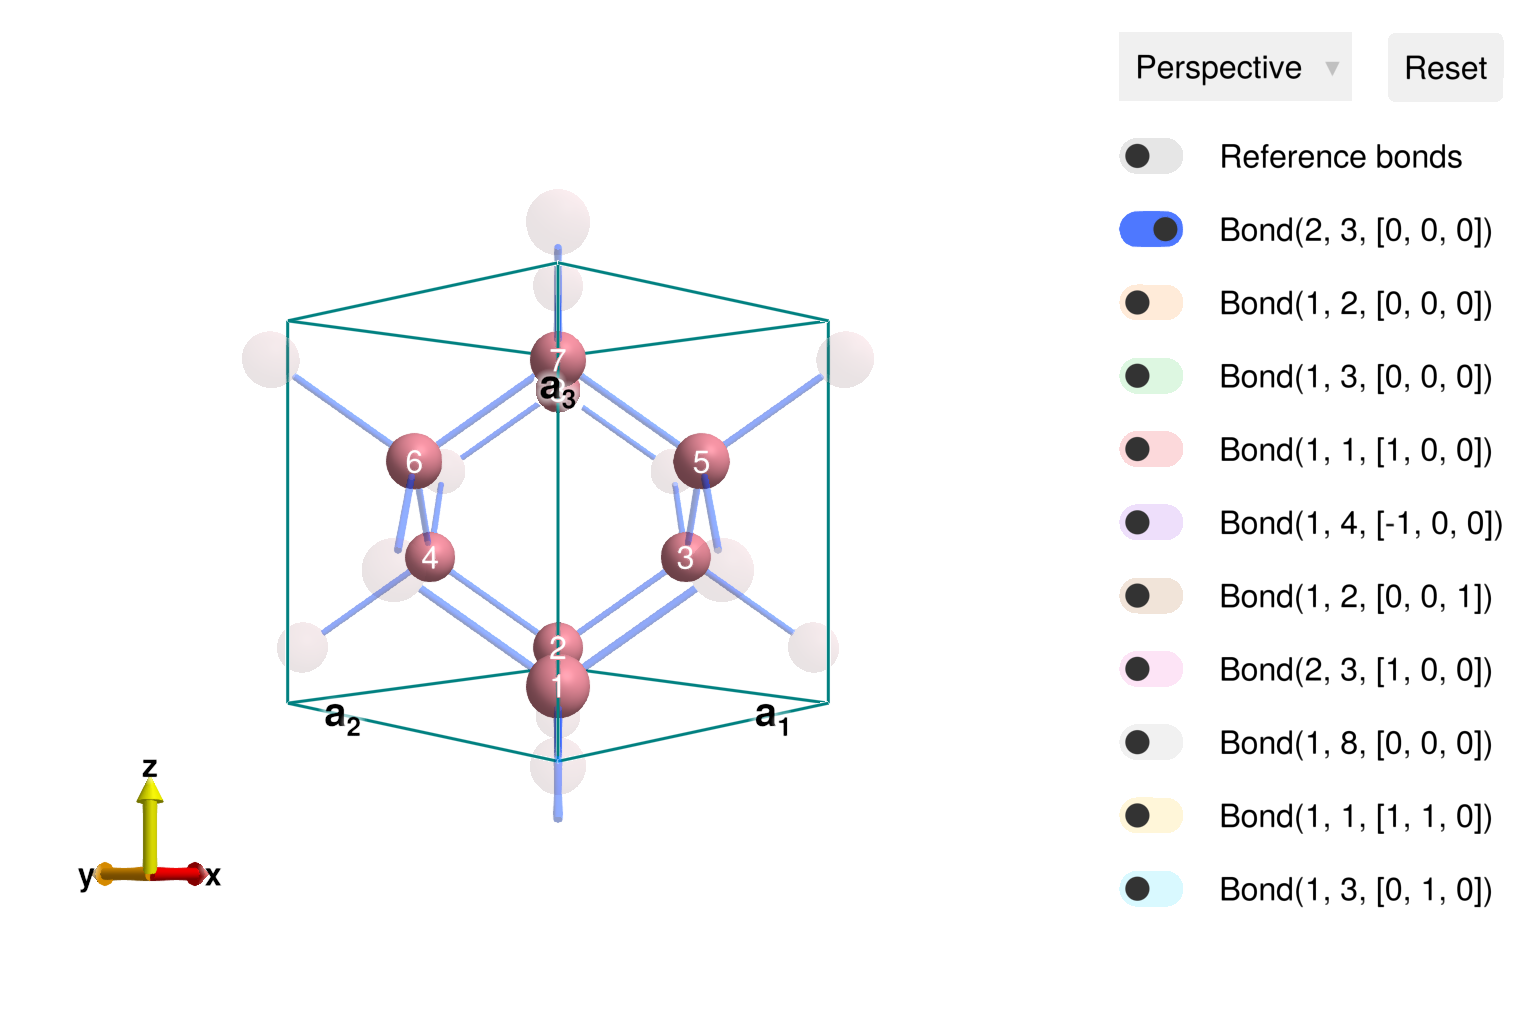 Perspective ▼
Reset
Reference bonds
Bond(2, 3, [0, 0, 0])
Bond(1, 2, [0, 0, 0])
Bond(1, 3, [0, 0, 0])
Bond(1, 1, [1, 0, 0])
Bond(1, 4, [-1, 0, 0])
Bond(1, 2, [0, 0, 1])
Bond(2, 3, [1, 0, 0])
Bond(1, 8, [0, 0, 0])
Bond(1, 1, [1, 1, 0])
Bond(1, 3, [0, 1, 0])
7
a3
6
5
4
3
2
1
a2
a1
z
y
x